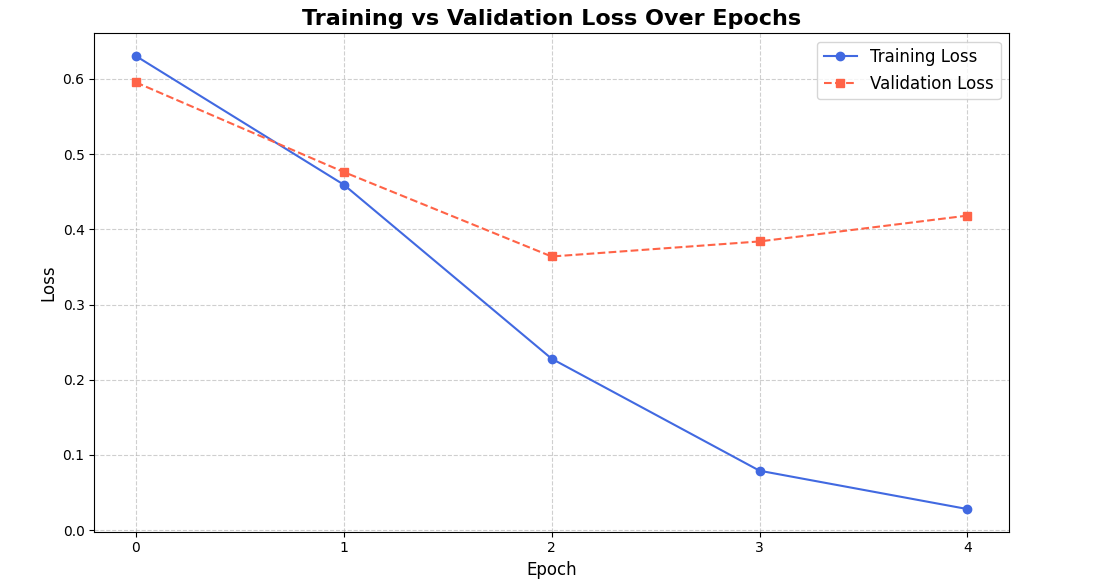 Training vs Validation Loss Over Epochs
Training Loss
Validation Loss
Loss
0.6
0.5
0.4
0.3
0.2
0.1
0.0
0 1 2 3 4
Epoch